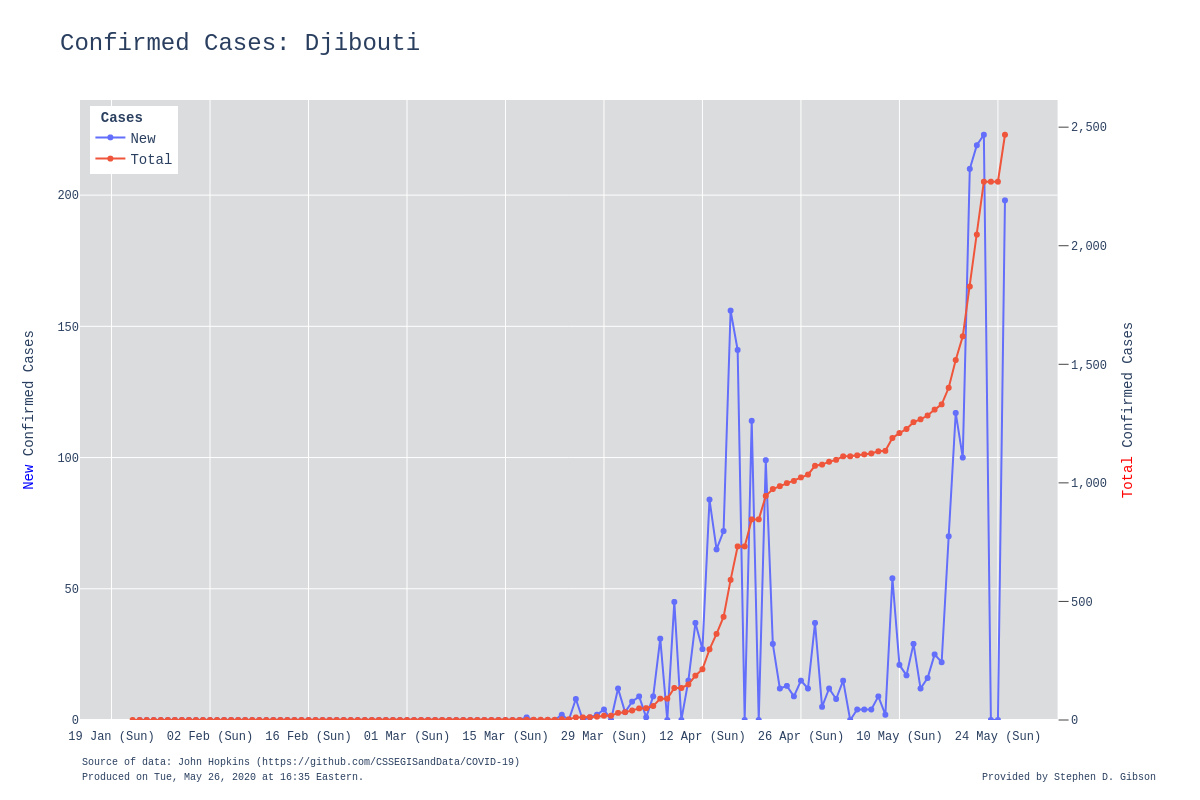 Confirmed Cases: Djibouti
Cases
New
Total
200
150
100
50
0
New Confirmed Cases
2,500
2,000
1,500
1,000
500
0
Total Confirmed Cases
19 Jan (Sun) 02 Feb (Sun) 16 Feb (Sun) 01 Mar (Sun) 15 Mar (Sun) 29 Mar (Sun) 12 Apr (Sun) 26 Apr (Sun) 10 May (Sun) 24 May (Sun)
Source of data: John Hopkins (https://github.com/CSSEGISandData/COVID-19)
Produced on Tue, May 26, 2020 at 16:35 Eastern.
Provided by Stephen D. Gibson